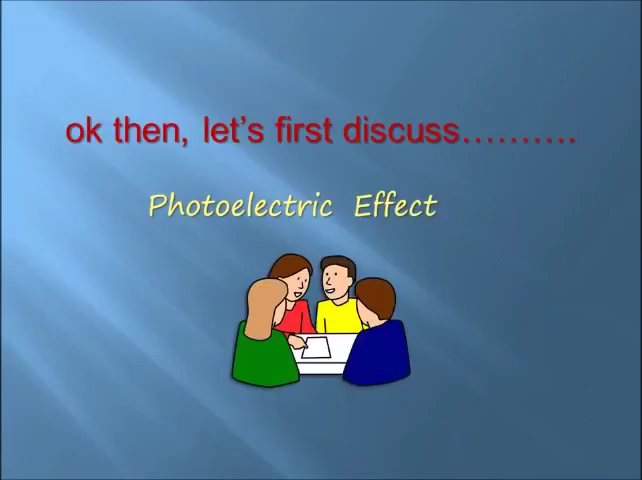 ok then, let's first discuss……….
Photoelectric Effect